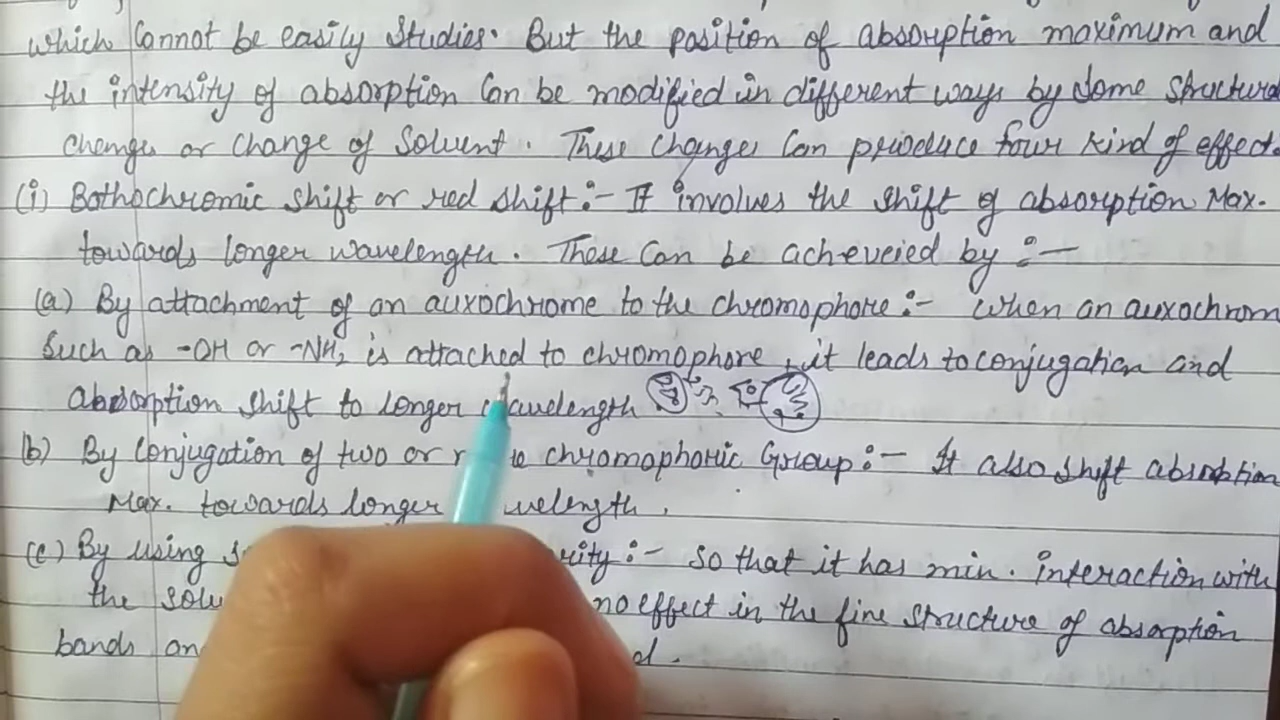 which Cannot be easily Studies. But the position of absorption maximum and
the intensity of absorption Can be modified in different ways by Some Structural
change or change of Solvent. These Changes Can produce four kind of effect.
(i) Bathochromic shift or red shift :- It involves the shift of absorption Max.
towards longer wavelength. These Can be acheveied by :-
(a) By attachment of an auxochrome to the chromophore :- When an auxochrom
Such as -OH or -NH2 is attached to chromophore, it leads to conjugation and
absorption shift to longer wavelength
(b) By Conjugation of two or chromophoric Group :- It also shift absorbtion
Max. towards longer
(c) By using :- So that it has min. interaction with
the no effect in the fine structure of absorption
bands